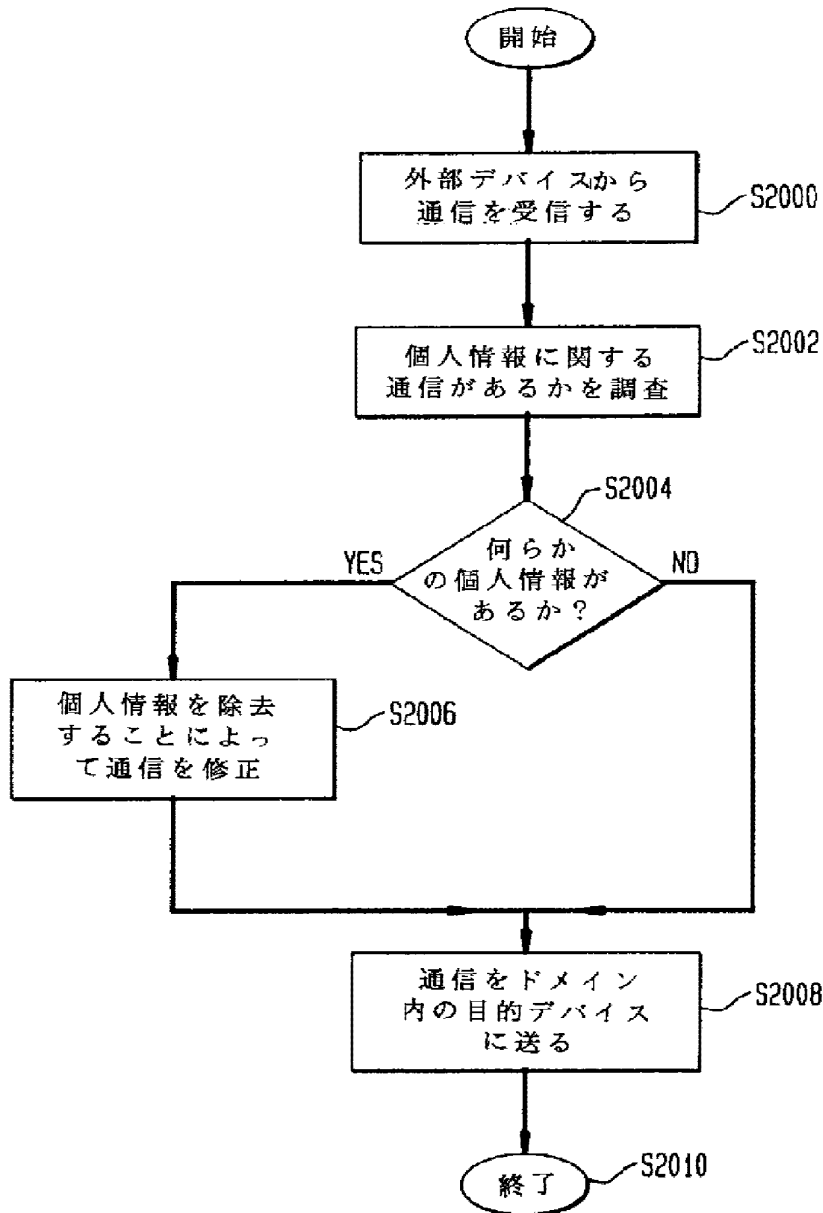 開始
外部デバイスから
通信を受信する
S2000
個人情報に関する
通信があるかを調査
S2002
S2004
何らか
の個人情報が
あるか?
YES
NO
個人情報を除去
することによっ
て通信を修正
S2006
通信をドメイン
内の目的デバイス
に送る
S2008
終了
S2010